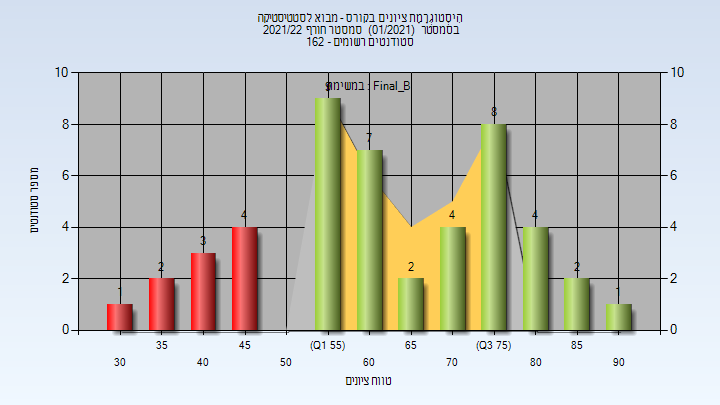 הִיסְטוֹגְרָמַת ציונים בקורס - מבוא לסטטיסטיקה
בסמסטר (01/2021) סמסטר חורף 2021/22
סטודנטים רשומים - 162
במשימת : Final_B
10 10
8 8
6 6
4 4
2 2
0 0
1 2 3 4 9 7 2 4 8 4 2 1
מספר סטודנטים
35 45 (Q1 55) 65 (Q3 75) 85
30 40 50 60 70 80 90
טווח ציונים